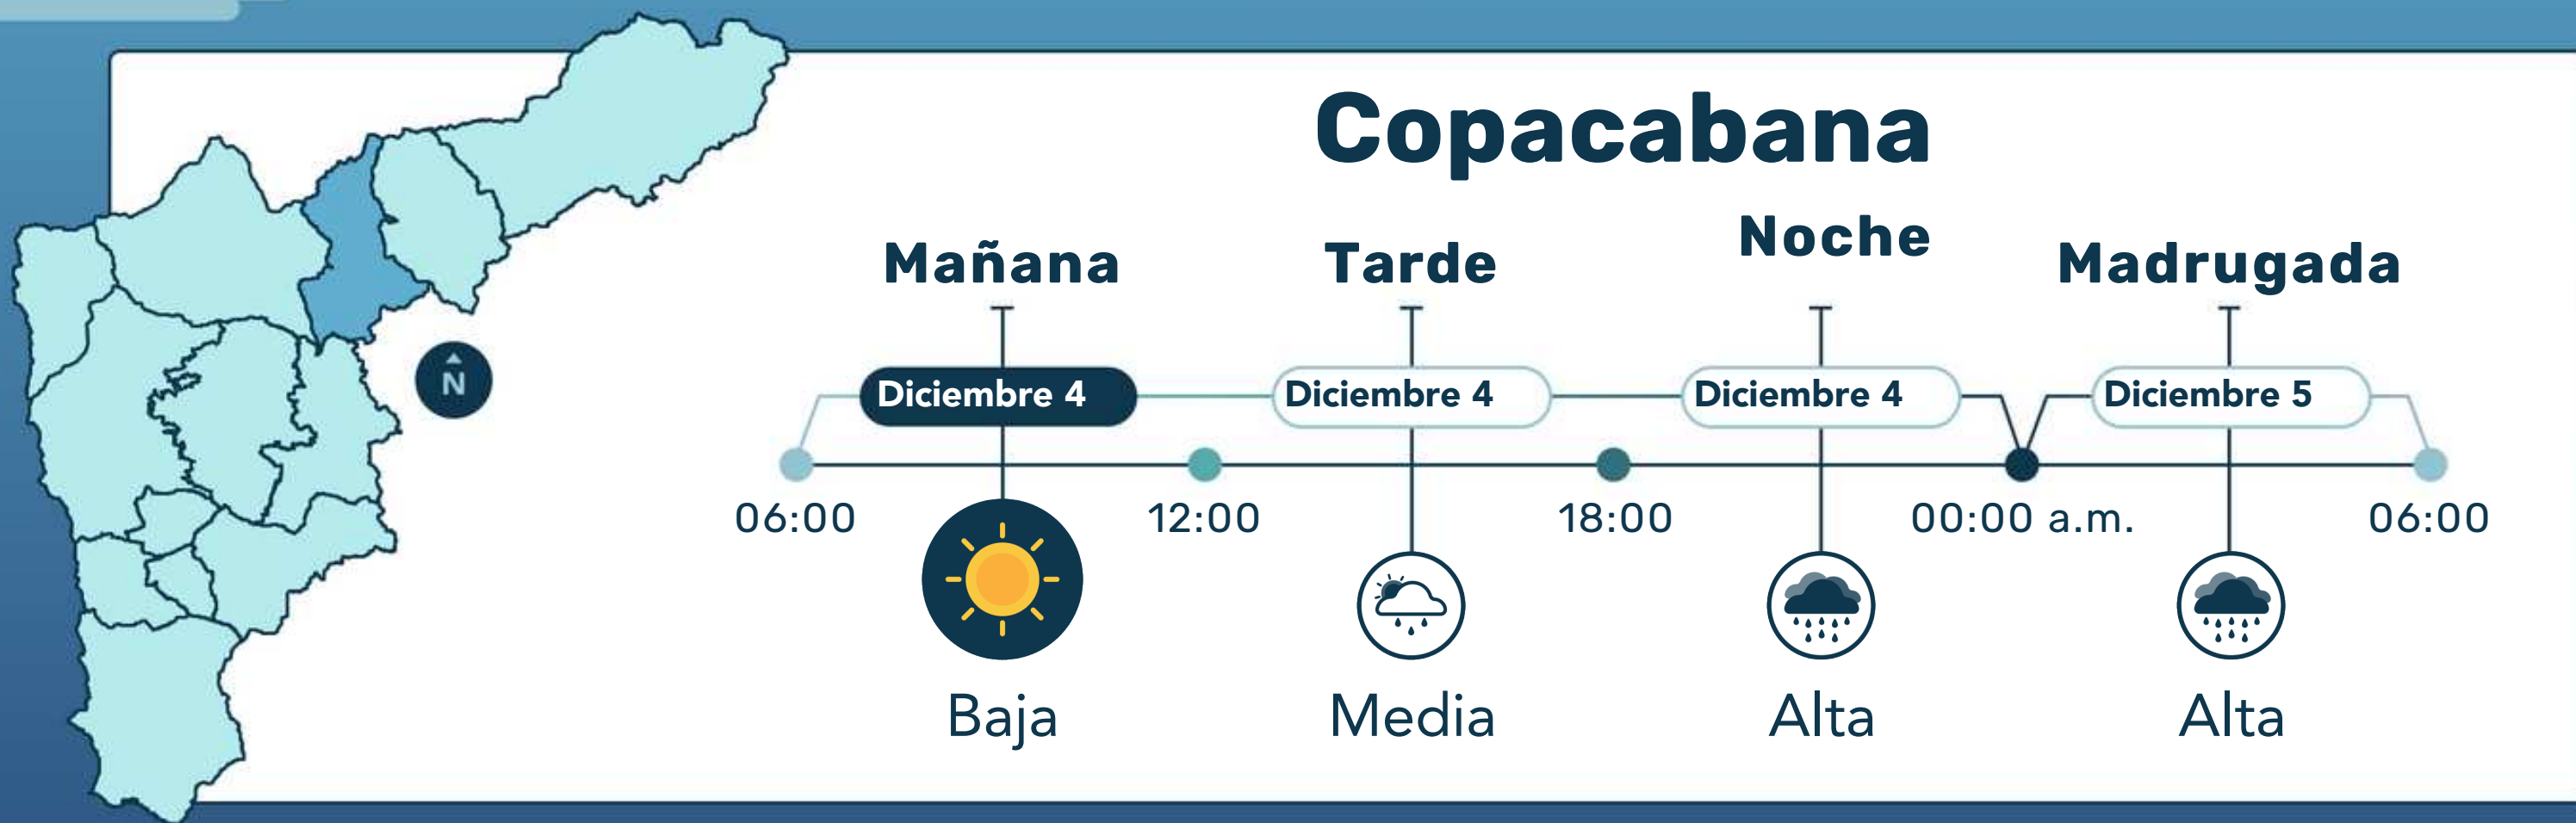 Copacabana
Mañana
Tarde
Noche
Madrugada
Diciembre 4
Diciembre 4
Diciembre 4
Diciembre 5
N
06:00
12:00
18:00
00:00 a.m.
06:00
Baja
Media
Alta
Alta